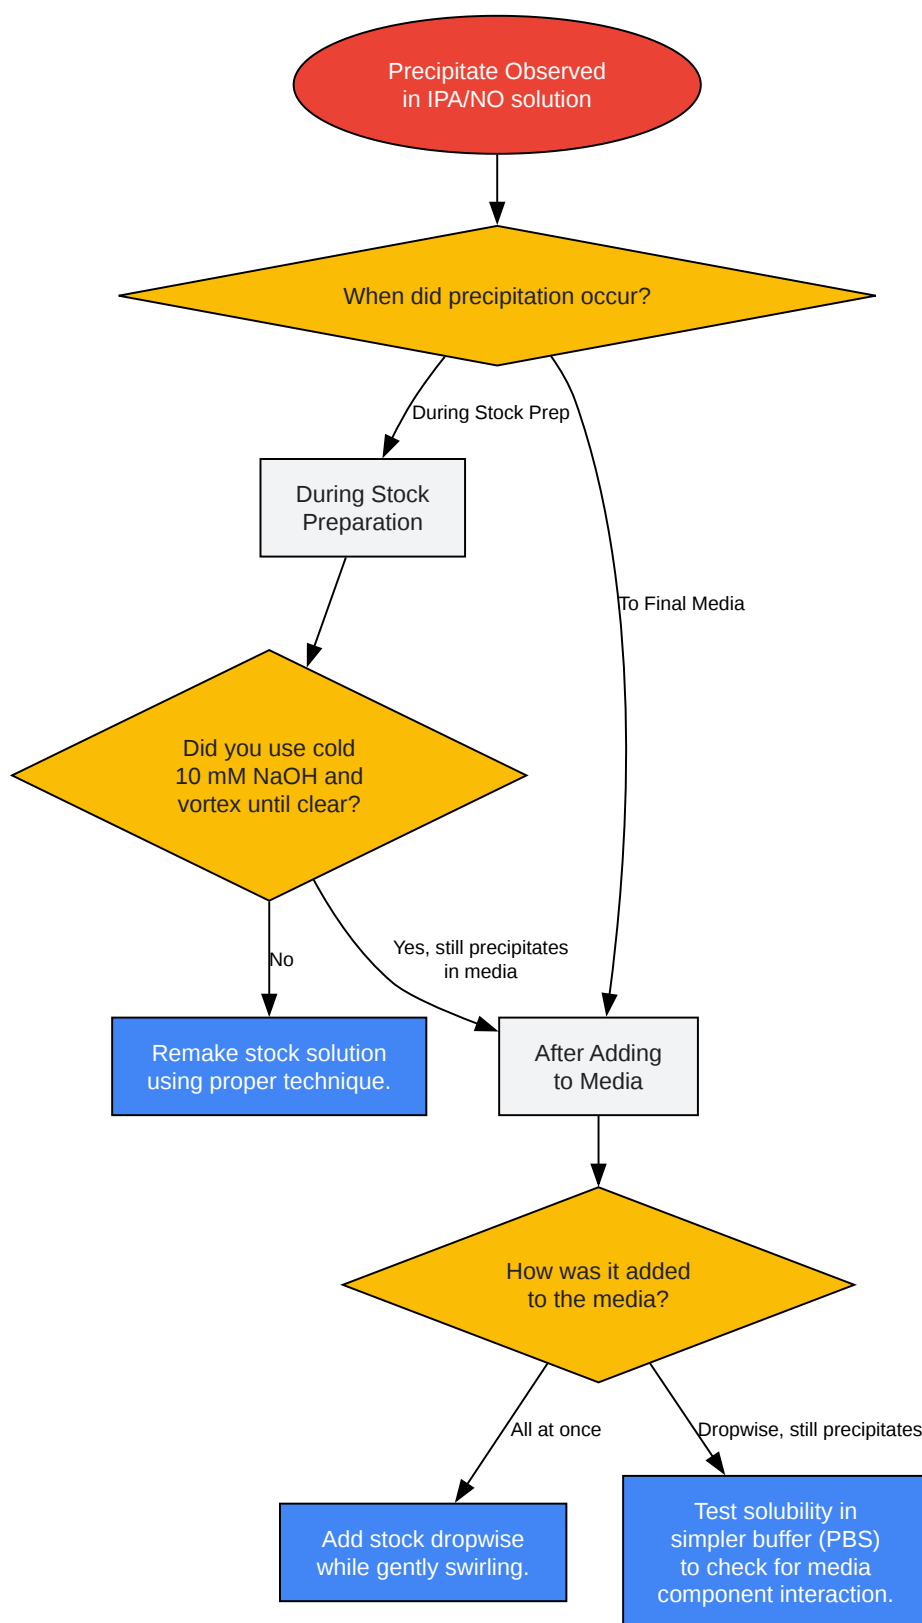 Precipitate Observed
in IPA/NO solution
When did precipitation occur?
During Stock Prep
During Stock
Preparation
To Final Media
Did you use cold
10 mM NaOH and
vortex until clear?
Yes, still precipitates
in media
No
Remake stock solution
using proper technique.
After Adding
to Media
How was it added
to the media?
All at once
Dropwise, still precipitates
Add stock dropwise
while gently swirling.
Test solubility in
simpler buffer (PBS)
to check for media
component interaction.